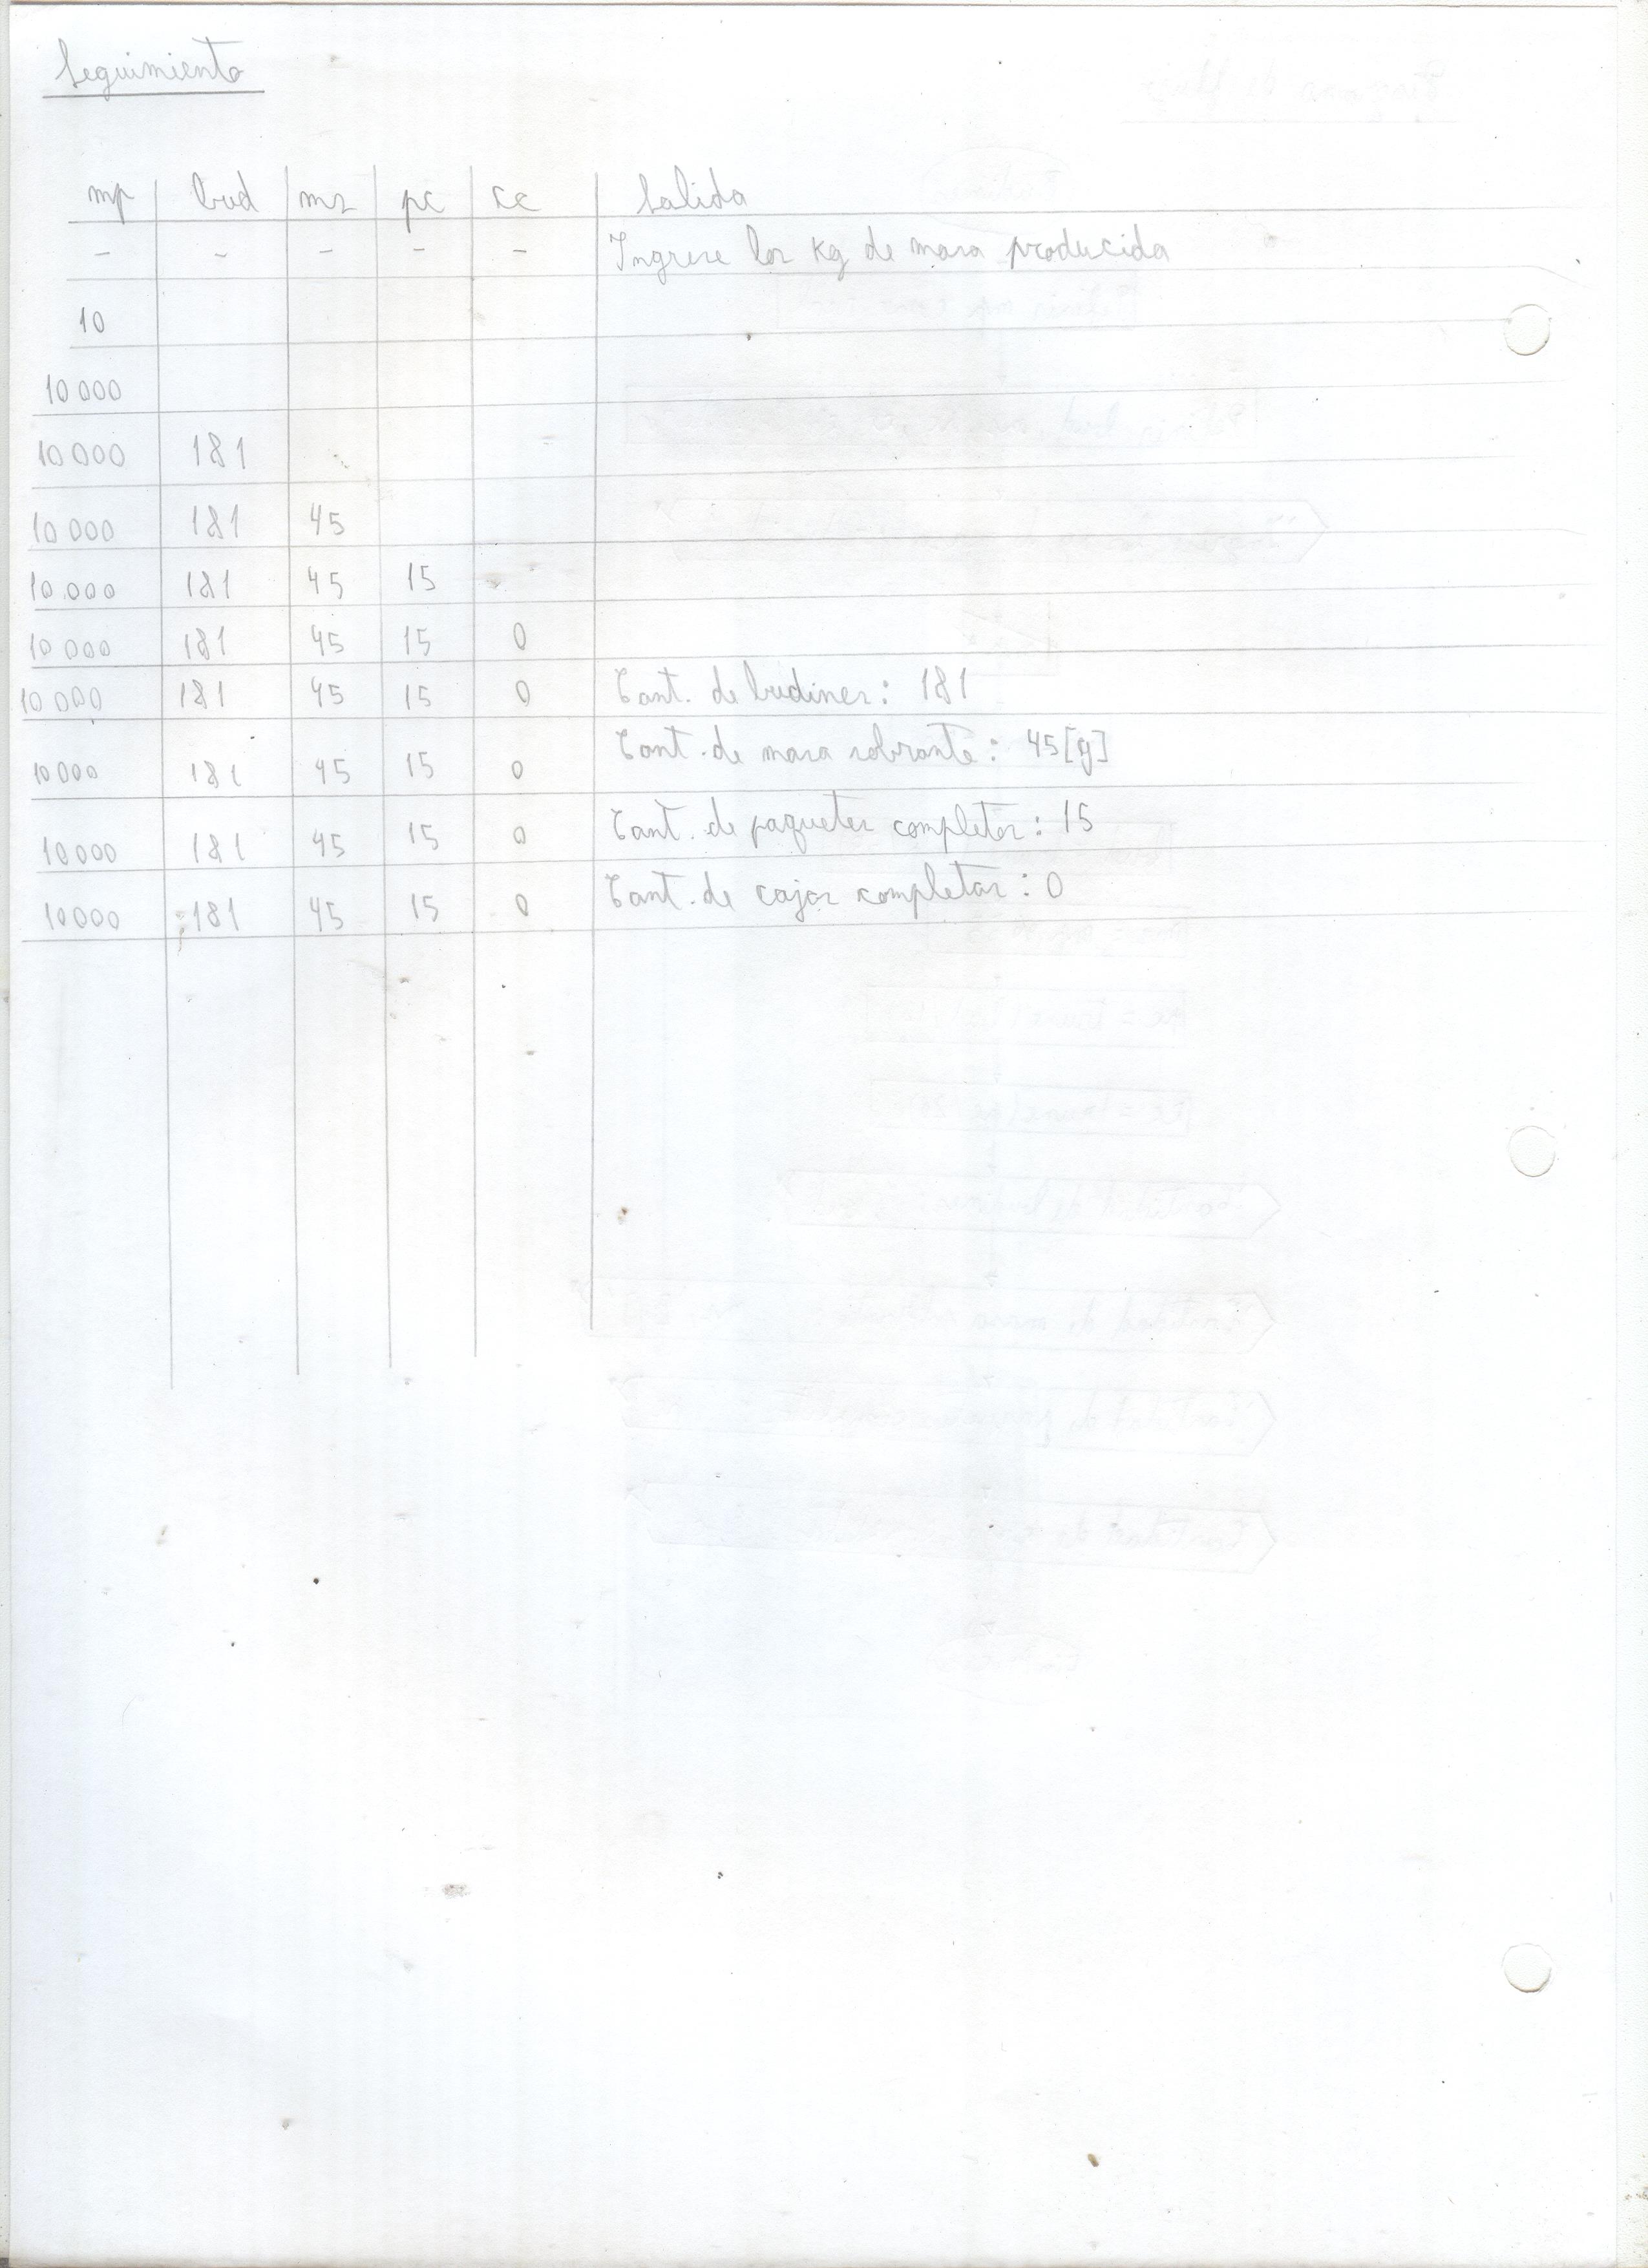 Seguimiento
mp bud ms pc cc Salida
- - - - - Ingrese los Kg de masa producida
10
10 000
10 000 181
10 000 181 45
10.000 181 45 15
10 000 181 45 15 0
10 000 181 45 15 0 Cant. de budines: 181
10 000 181 45 15 0 Cant. de masa sobrante: 45[g]
10 000 181 45 15 0 Cant. de paquetes completos: 15
10 000 181 45 15 0 Cant. de cajas completas: 0